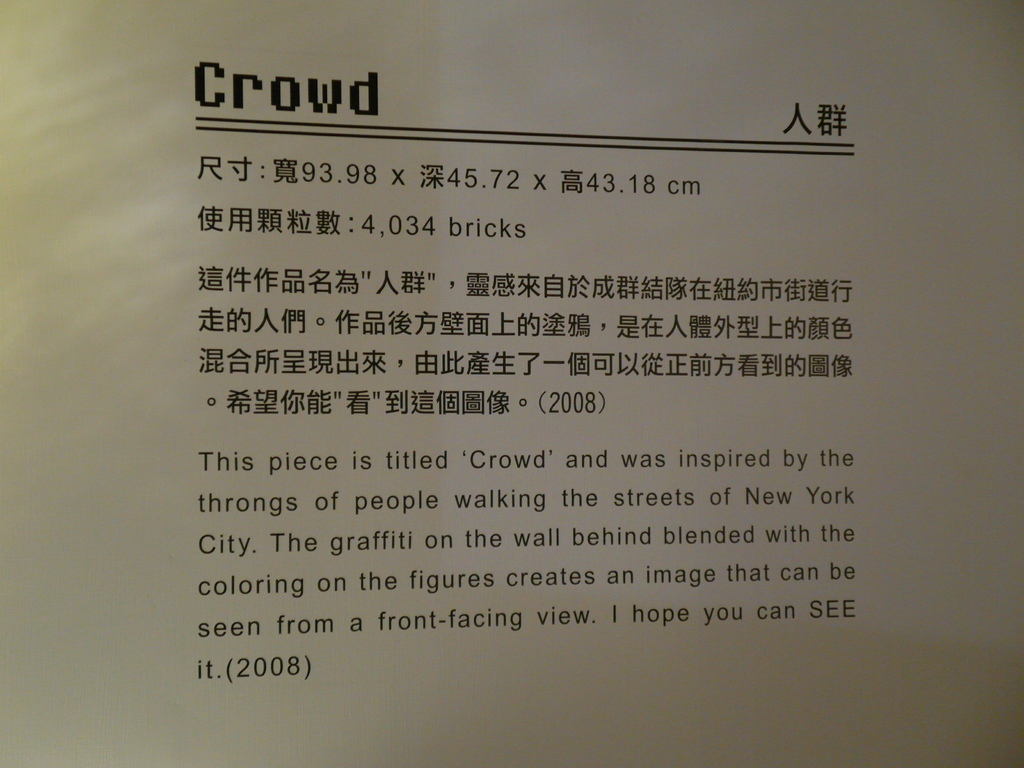 Crowd
人群
尺寸:寬93.98 x 深45.72 x 高43.18 cm
使用顆粒數:4,034 bricks
這件作品名為"人群",靈感來自於成群結隊在紐約市街道行
走的人們。作品後方壁面上的塗鴉,是在人體外型上的顏色
混合所呈現出來,由此產生了一個可以從正前方看到的圖像
。希望你能"看"到這個圖像。(2008)
This piece is titled ‘Crowd’ and was inspired by the
throngs of people walking the streets of New York
City. The graffiti on the wall behind blended with the
coloring on the figures creates an image that can be
seen from a front-facing view. I hope you can SEE
it.(2008)